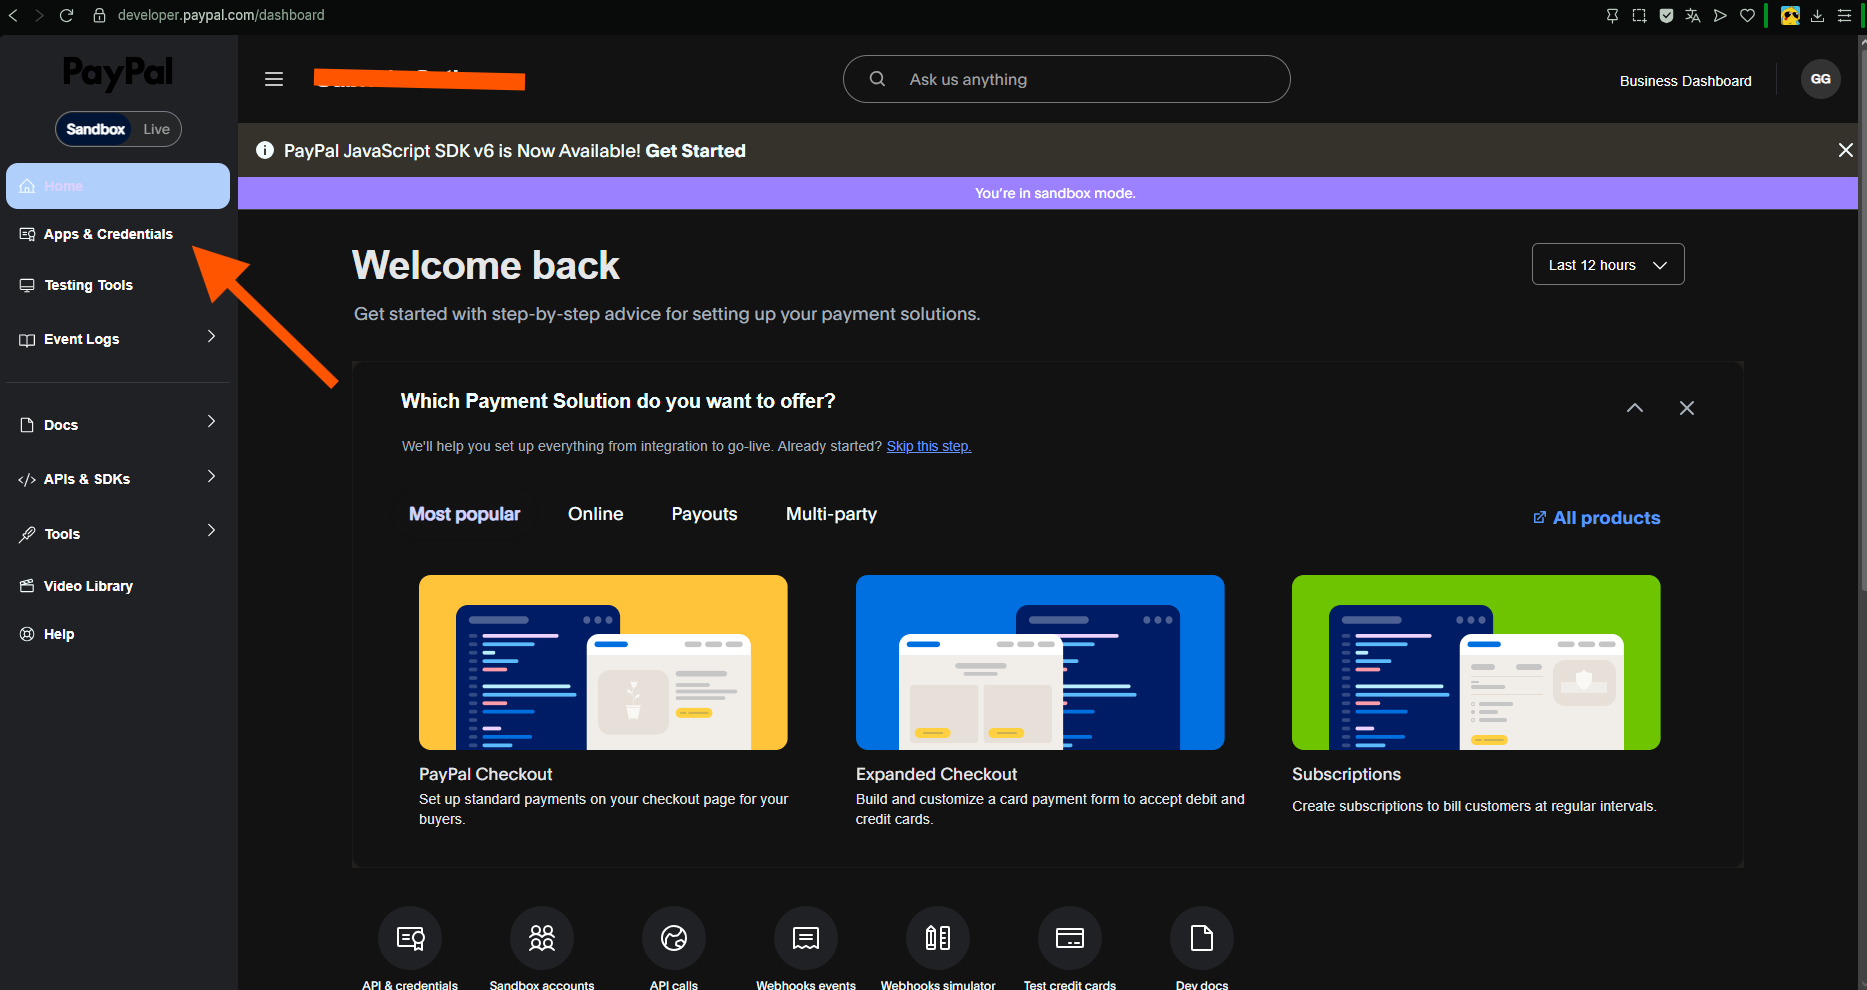 developer.paypal.com/dashboard
PayPal
Sandbox
Live
Home
Apps & Credentials
Testing Tools
Event Logs
Docs
APIs & SDKs
Tools
Video Library
Help
Ask us anything
Business Dashboard
GG
PayPal JavaScript SDK v6 is Now Available! Get Started
You're in sandbox mode.
Welcome back
Last 12 hours
Get started with step-by-step advice for setting up your payment solutions.
Which Payment Solution do you want to offer?
We'll help you set up everything from integration to go-live. Already started? Skip this step.
Most popular
Online
Payouts
Multi-party
All products
PayPal Checkout
Set up standard payments on your checkout page for your
buyers.
Expanded Checkout
Build and customize a card payment form to accept debit and
credit cards.
Subscriptions
Create subscriptions to bill customers at regular intervals.
API & credentials
Sandbox accounts
API calls
Webhooks events
Webhooks simulator
Test credit cards
Dev docs